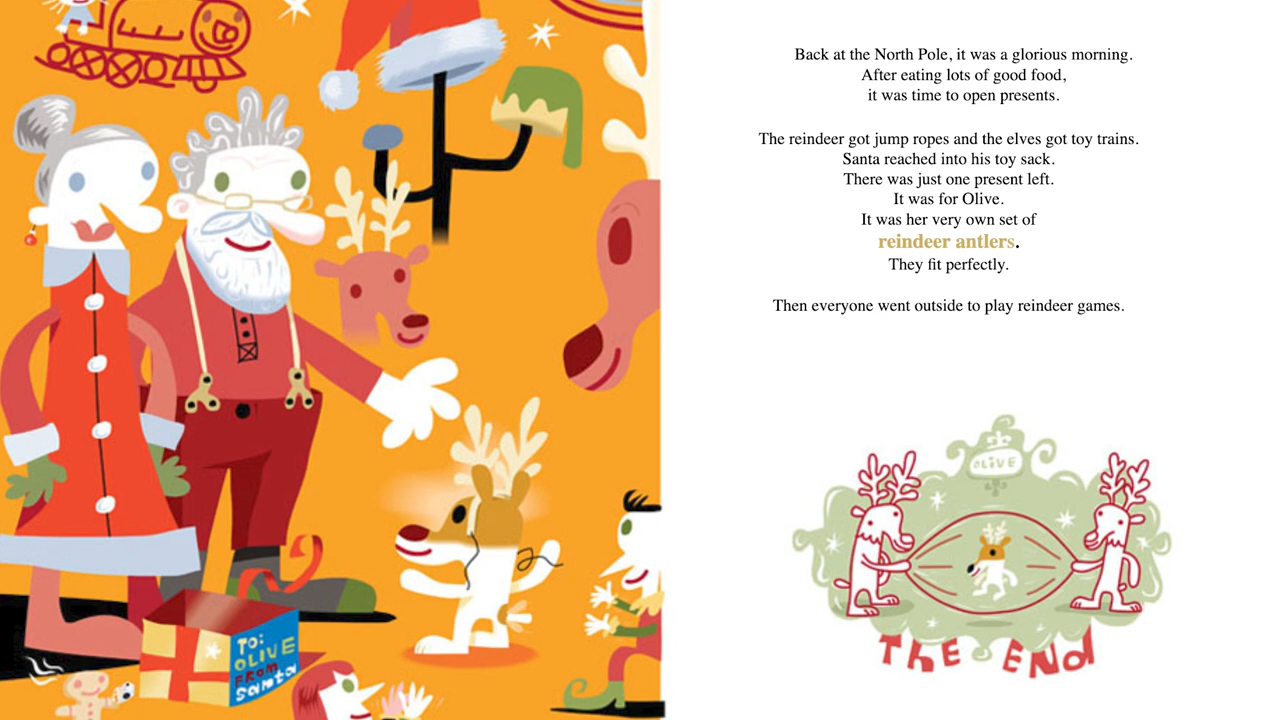 TO:
OLIVE
FROM
Santa
Back at the North Pole, it was a glorious morning.
After eating lots of good food,
it was time to open presents.
The reindeer got jump ropes and the elves got toy trains.
Santa reached into his toy sack.
There was just one present left.
It was for Olive.
It was her very own set of
reindeer antlers.
They fit perfectly.
Then everyone went outside to play reindeer games.
OLIVE
THE END